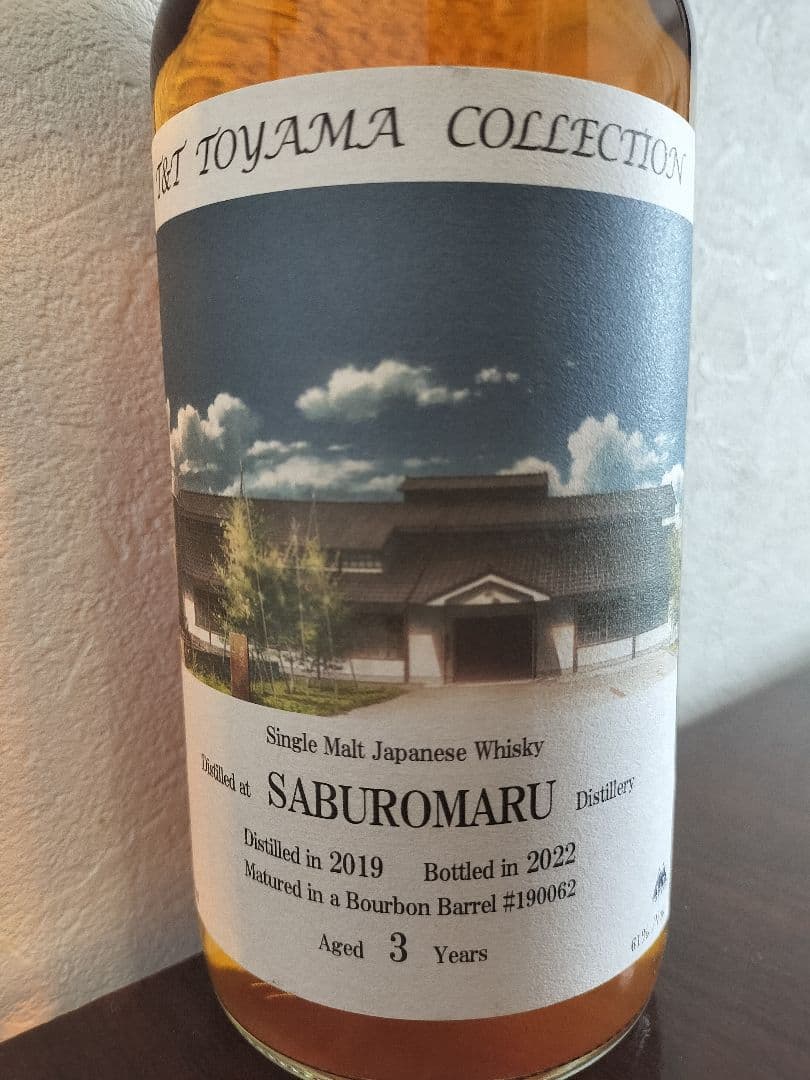 T&T TOYAMA COLLECTION
Single Malt Japanese Whisky
Distilled at SABUROMARU Distillery
Distilled in 2019 Bottled in 2022
Matured in a Bourbon Barrel #190062
Aged 3 Years
61%